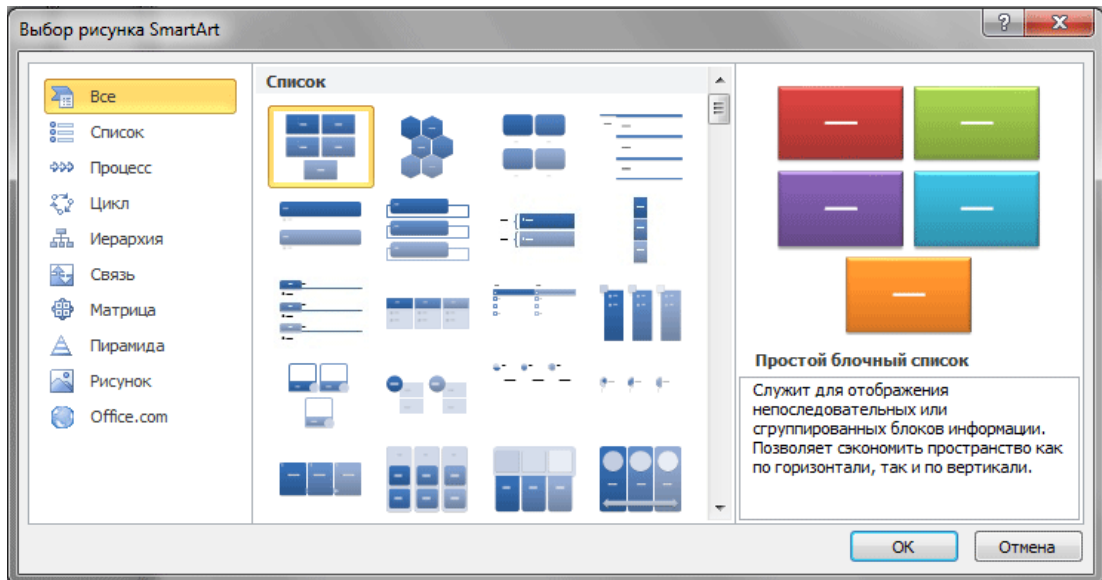 Выбор рисунка SmartArt
Все
Список
Процесс
Цикл
Иерархия
Связь
Матрица
Пирамида
Рисунок
Office.com
Список
Простой блочный список
Служит для отображения
непоследовательных или
сгруппированных блоков информации.
Позволяет сэкономить пространство как
по горизонтали, так и по вертикали.
ОК
Отмена